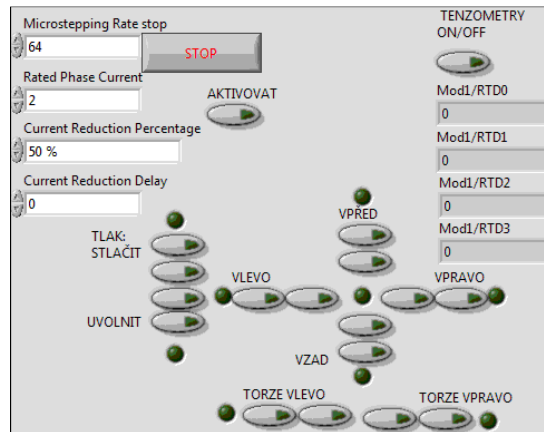 Microstepping Rate stop
64
STOP
Rated Phase Current
2
AKTIVOVAT
Current Reduction Percentage
50 %
Current Reduction Delay
0
TENZOMETRY
ON/OFF
Mod1/RTD0
0
Mod1/RTD1
0
Mod1/RTD2
0
Mod1/RTD3
0
TLAK:
STLAČIT
UVOLNIT
VPŘED
VLEVO
VPRAVO
VZAD
TORZE VLEVO
TORZE VPRAVO